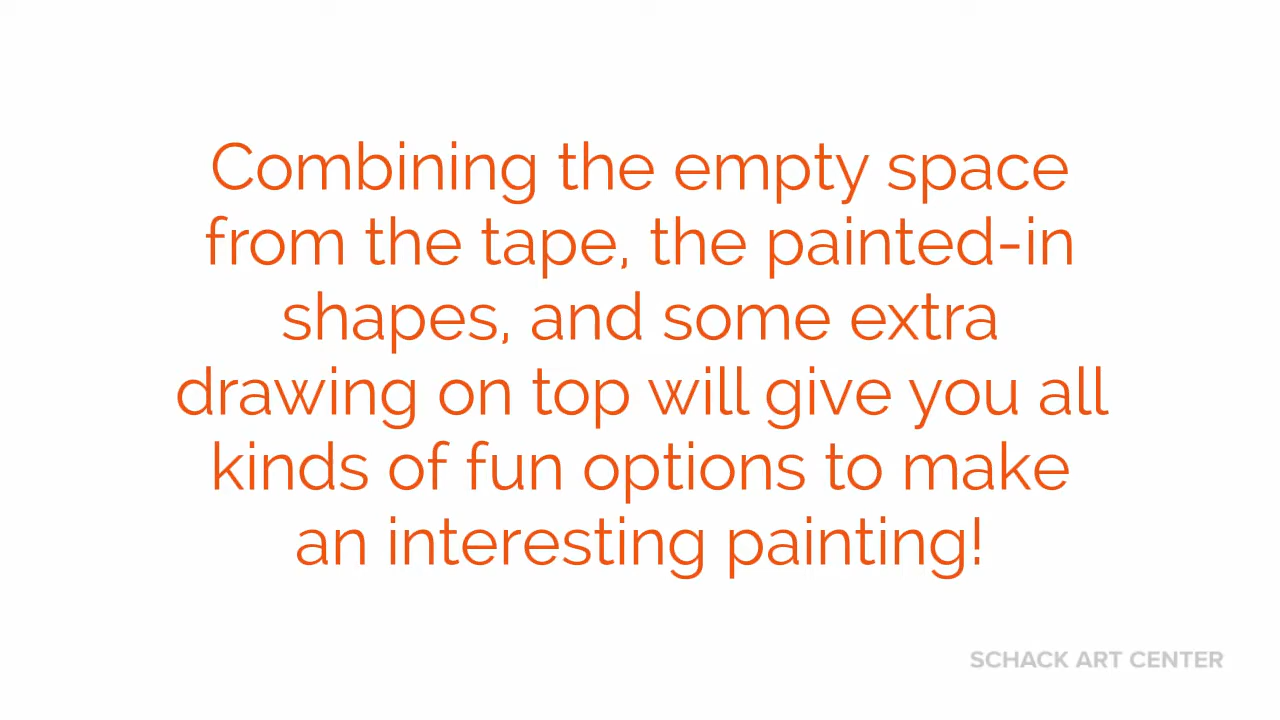 Combining the empty space
from the tape, the painted-in
shapes, and some extra
drawing on top will give you all
kinds of fun options to make
an interesting painting!
SCHACK ART CENTER